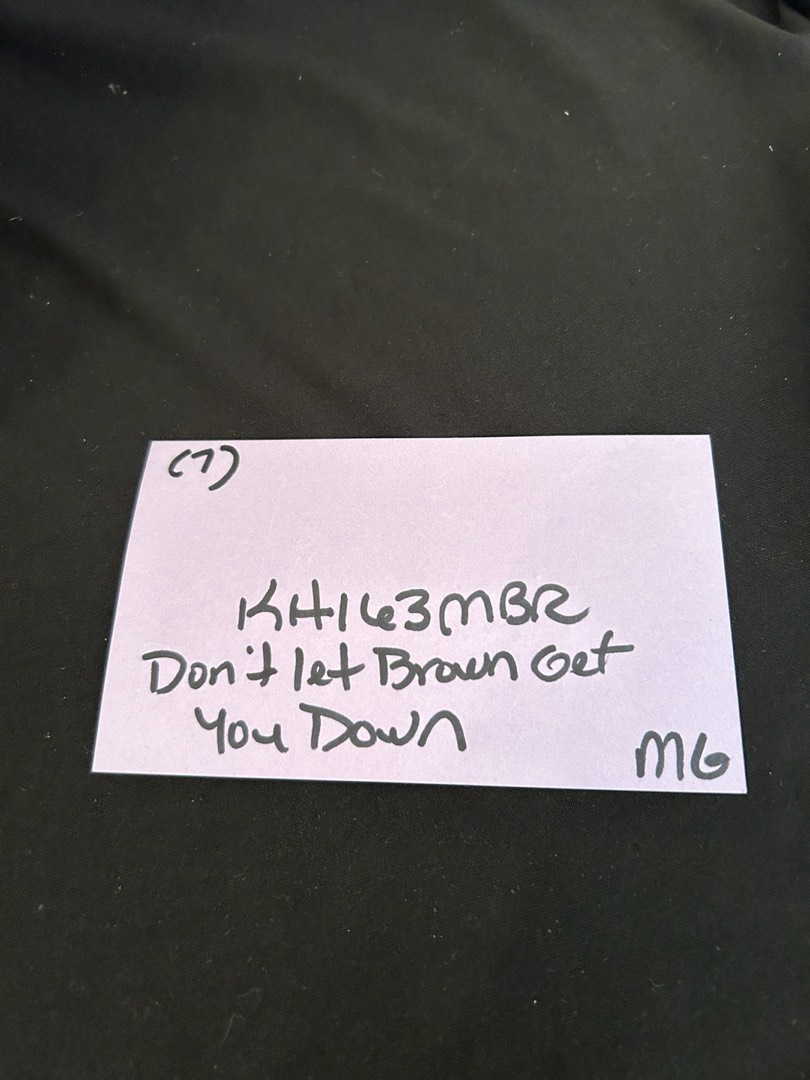 (7)
KH163MBR
Don't let Brown Get
You Down
MG